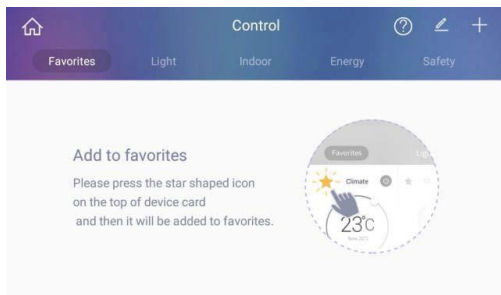 Control
Favorites Light Indoor Energy Safety
Add to favorites
Please press the star shaped icon
on the top of device card
and then it will be added to favorites.
Favorites
Climate
23°C